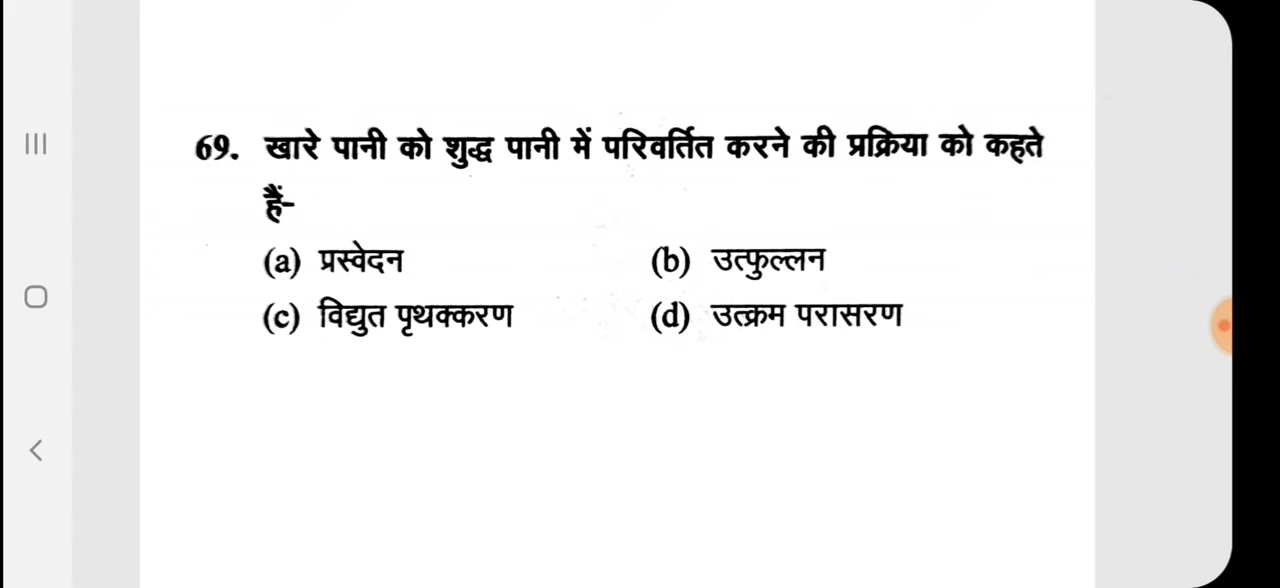 69. खारे पानी को शुद्ध पानी में परिवर्तित करने की प्रक्रिया को कहते
हैं-
(a) प्रस्वेदन (b) उत्फुल्लन
(c) विद्युत पृथक्करण (d) उत्क्रम परासरण